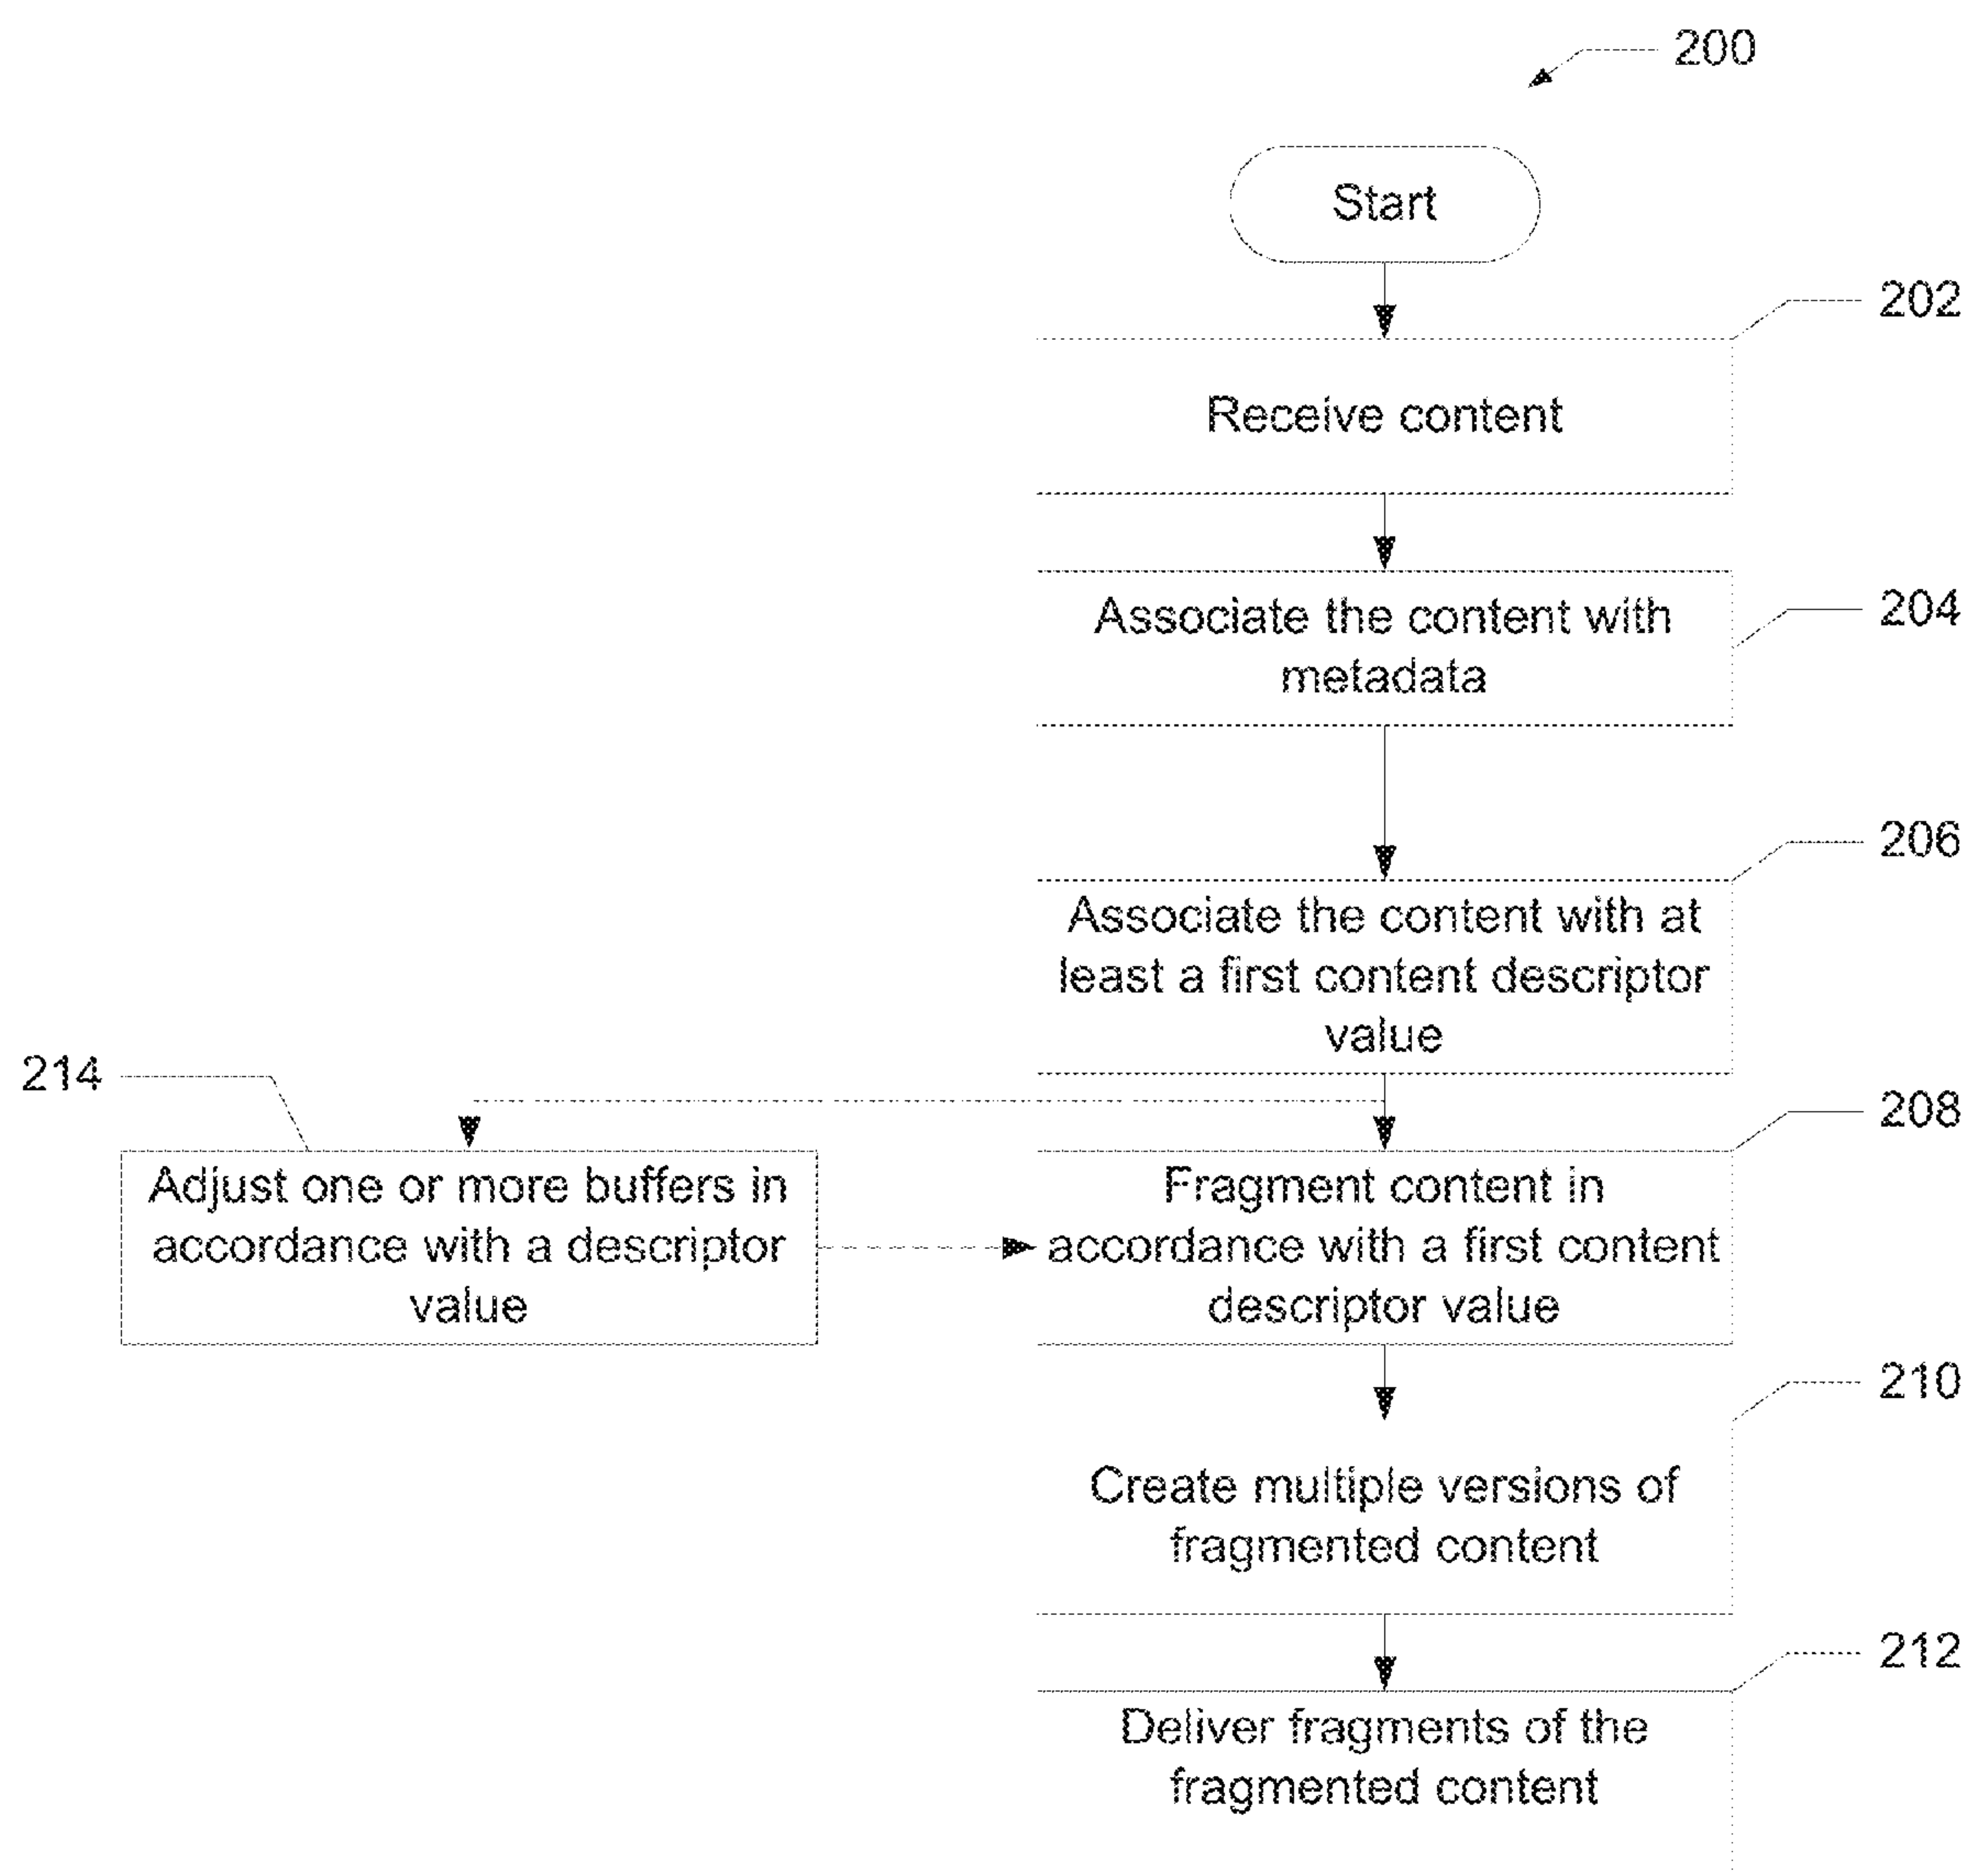 200
Start
202
Receive content
204
Associate the content with
metadata
206
Associate the content with at
least a first content descriptor
value
214
208
Adjust one or more buffers in
accordance with a descriptor
value
Fragment content in
accordance with a first content
descriptor value
210
Create multiple versions of
fragmented content
212
Deliver fragments of the
fragmented content